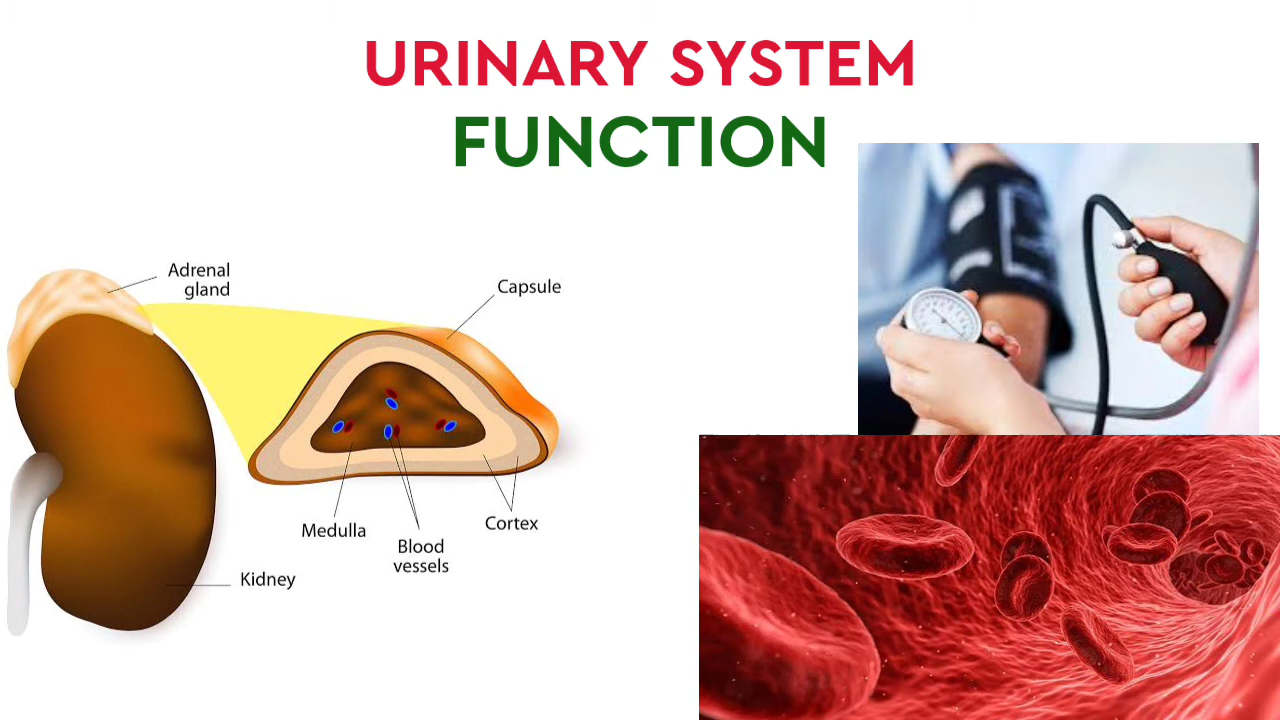 URINARY SYSTEM
FUNCTION
Adrenal
gland
Capsule
Medulla
Blood
vessels
Cortex
Kidney